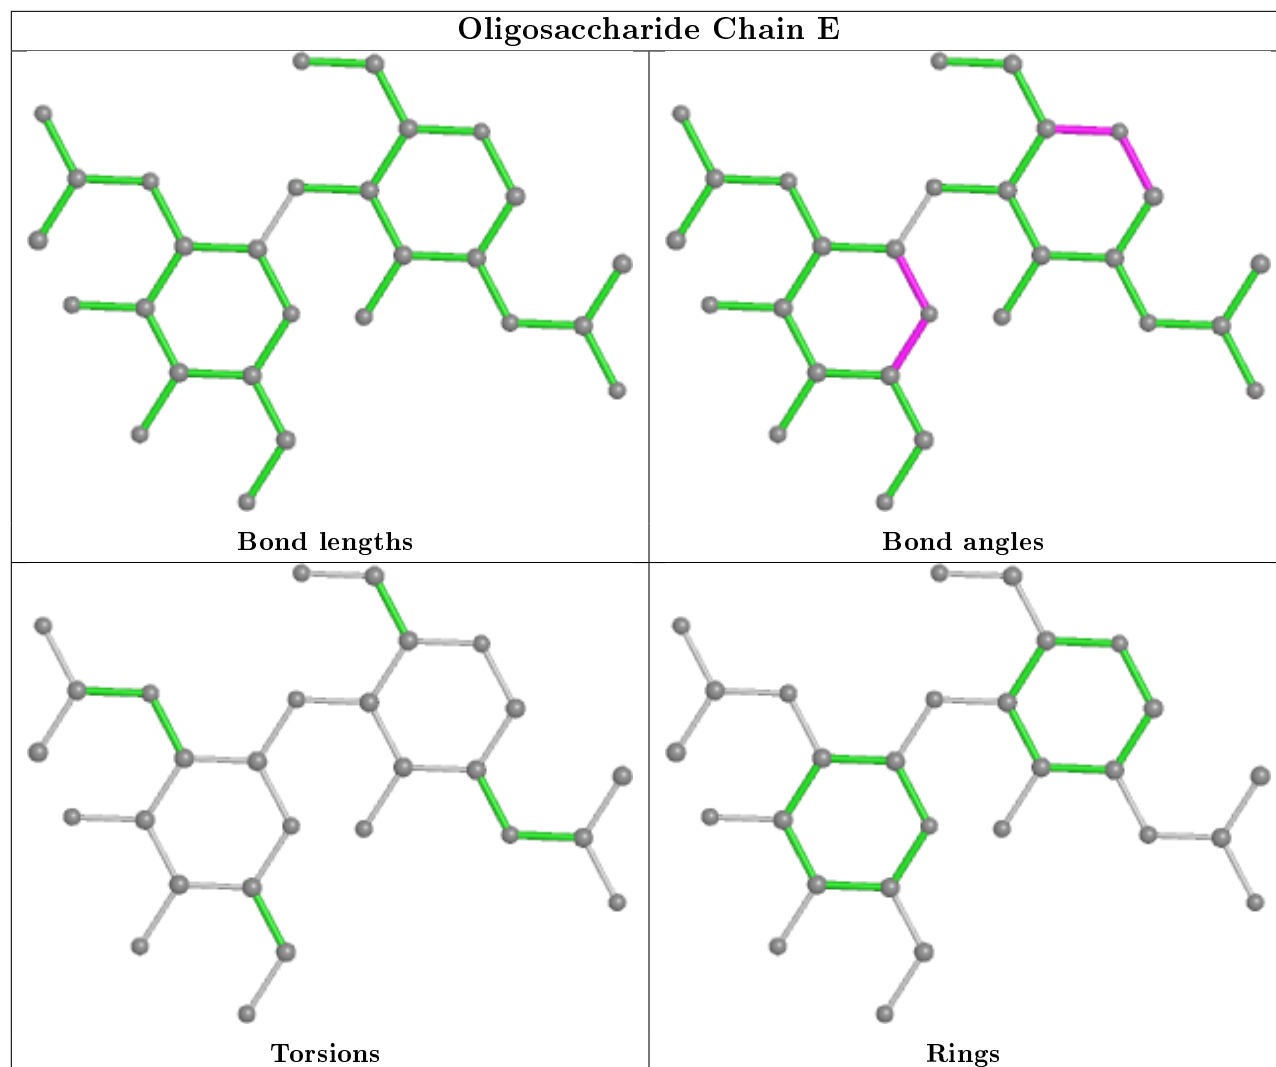 Oligosaccharide Chain E
Bond lengths
Bond angles
Torsions
Rings